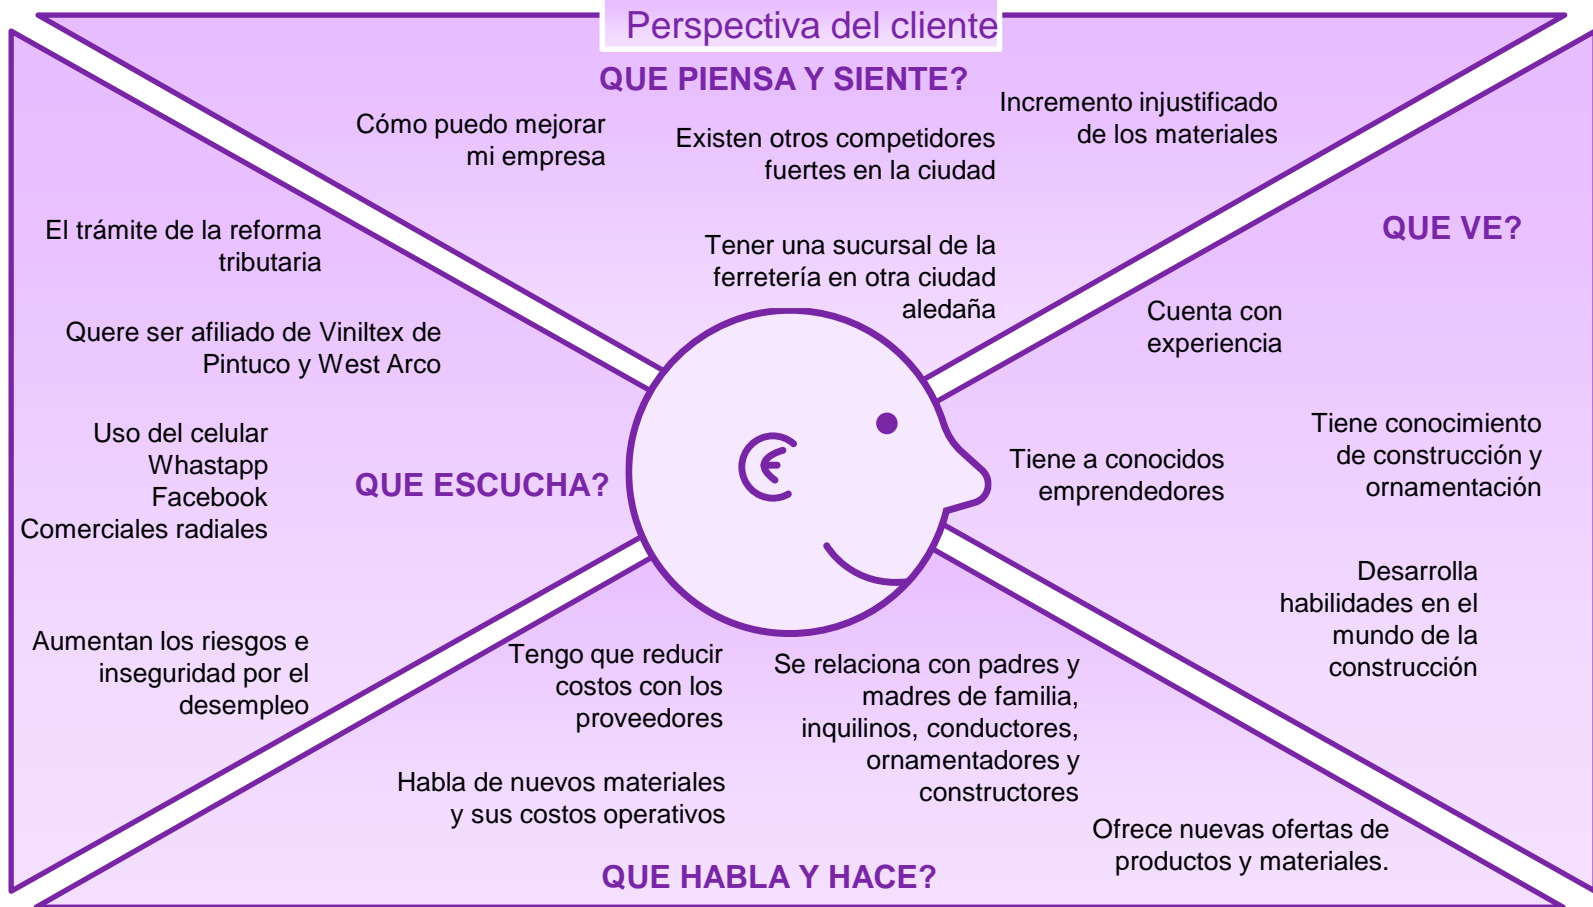 Perspectiva del cliente
QUE PIENSA Y SIENTE?
Cómo puedo mejorar
mi empresa
Existen otros competidores
fuertes en la ciudad
Incremento injustificado
de los materiales
Tener una sucursal de la
ferretería en otra ciudad
aledaña
QUE VE?
Cuenta con
experiencia
Tiene a conocidos
emprendedores
Tiene conocimiento
de construcción y
ornamentación
Desarrolla
habilidades en el
mundo de la
construcción
El trámite de la reforma
tributaria
Quere ser afiliado de Viniltex de
Pintuco y West Arco
Uso del celular
Whastapp
Facebook
Comerciales radiales
QUE ESCUCHA?
Aumentan los riesgos e
inseguridad por el
desempleo
Tengo que reducir
costos con los
proveedores
Se relaciona con padres y
madres de familia,
inquilinos, conductores,
ornamentadores y
constructores
Habla de nuevos materiales
y sus costos operativos
Ofrece nuevas ofertas de
productos y materiales.
QUE HABLA Y HACE?